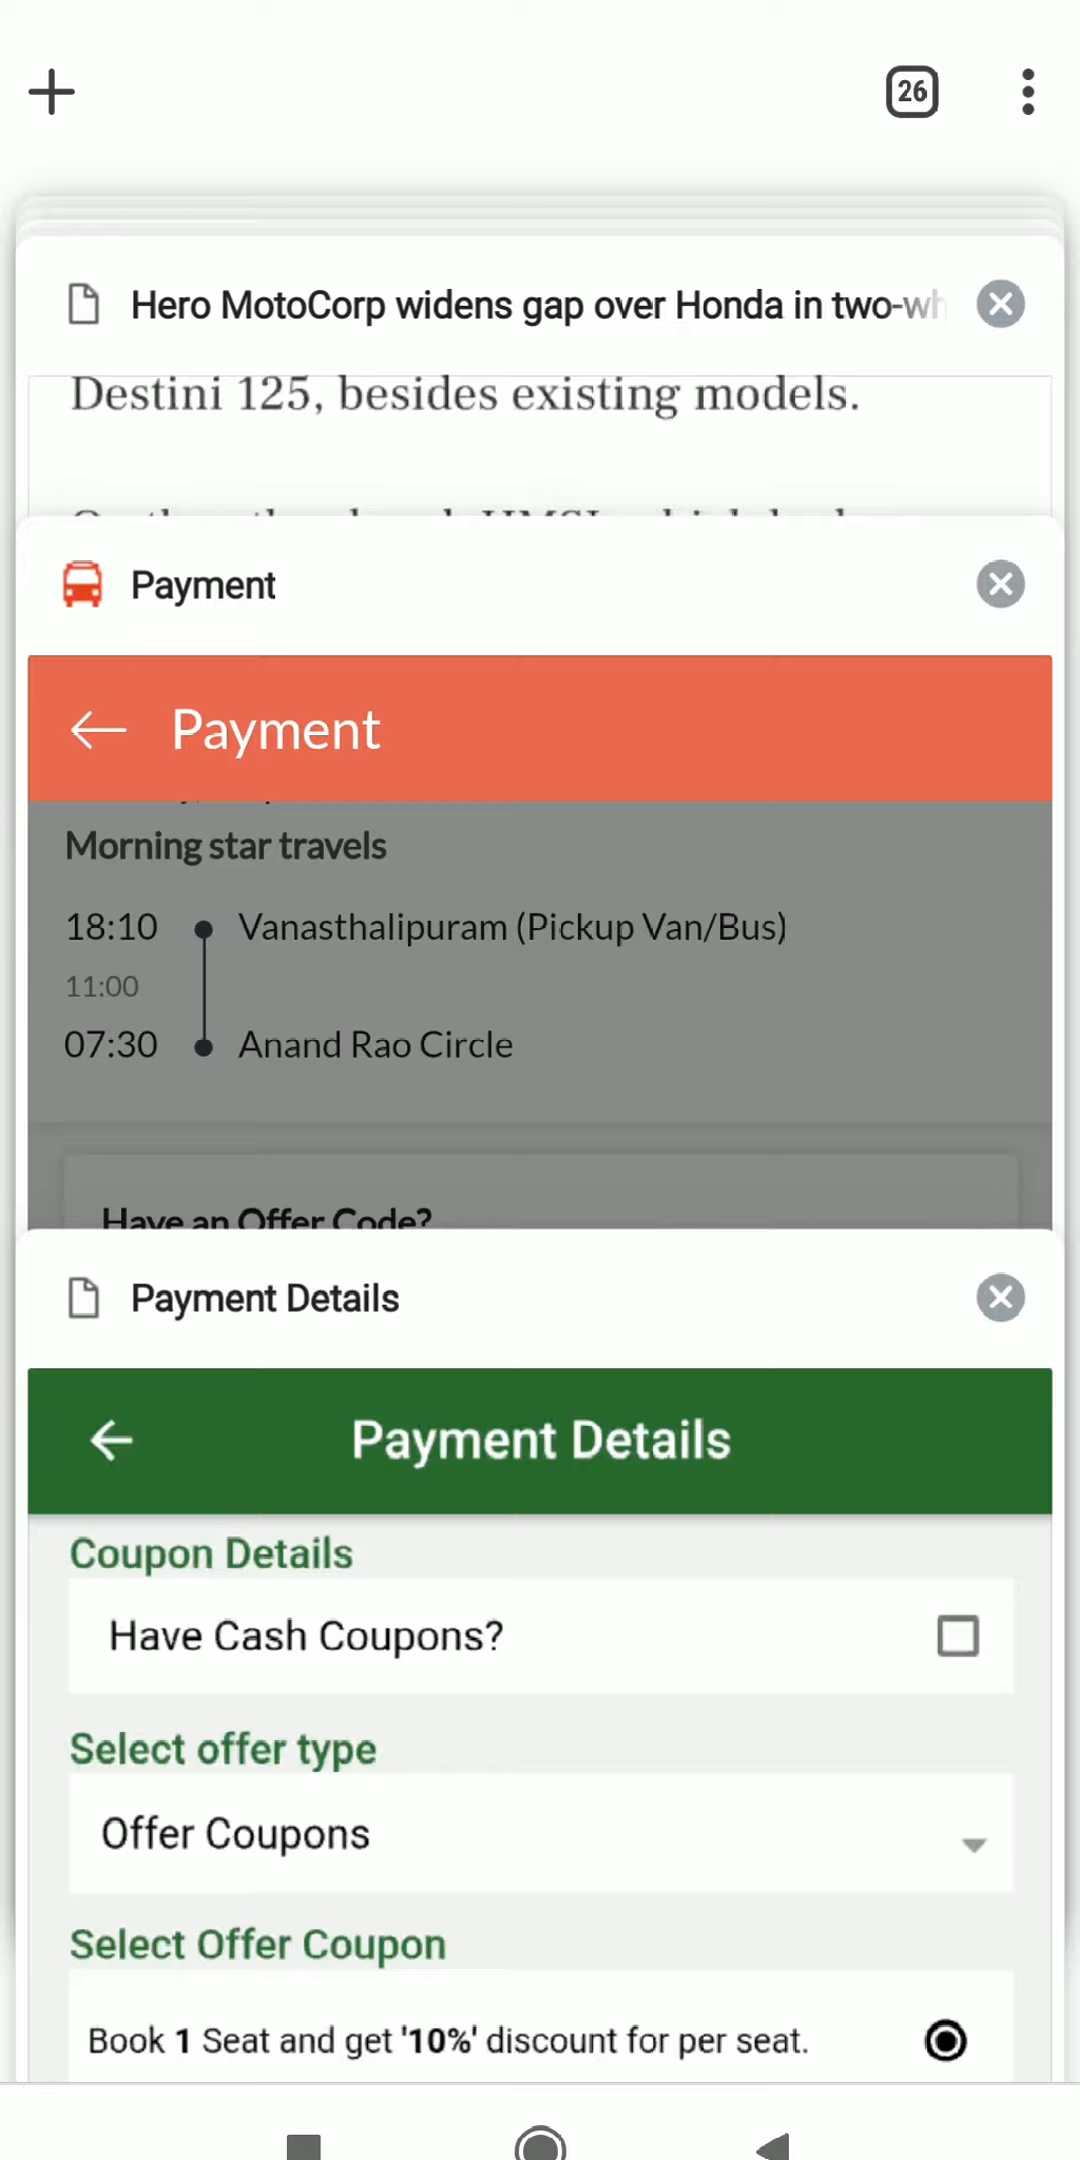 26
Hero MotoCorp widens gap over Honda in two-wh
Destini 125, besides existing models.
Payment
Payment
Morning star travels
18:10 Vanasthalipuram (Pickup Van/Bus)
11:00
07:30 Anand Rao Circle
Have an Offer Code?
Payment Details
Payment Details
Coupon Details
Have Cash Coupons?
Select offer type
Offer Coupons
Select Offer Coupon
Book 1 Seat and get '10%' discount for per seat.